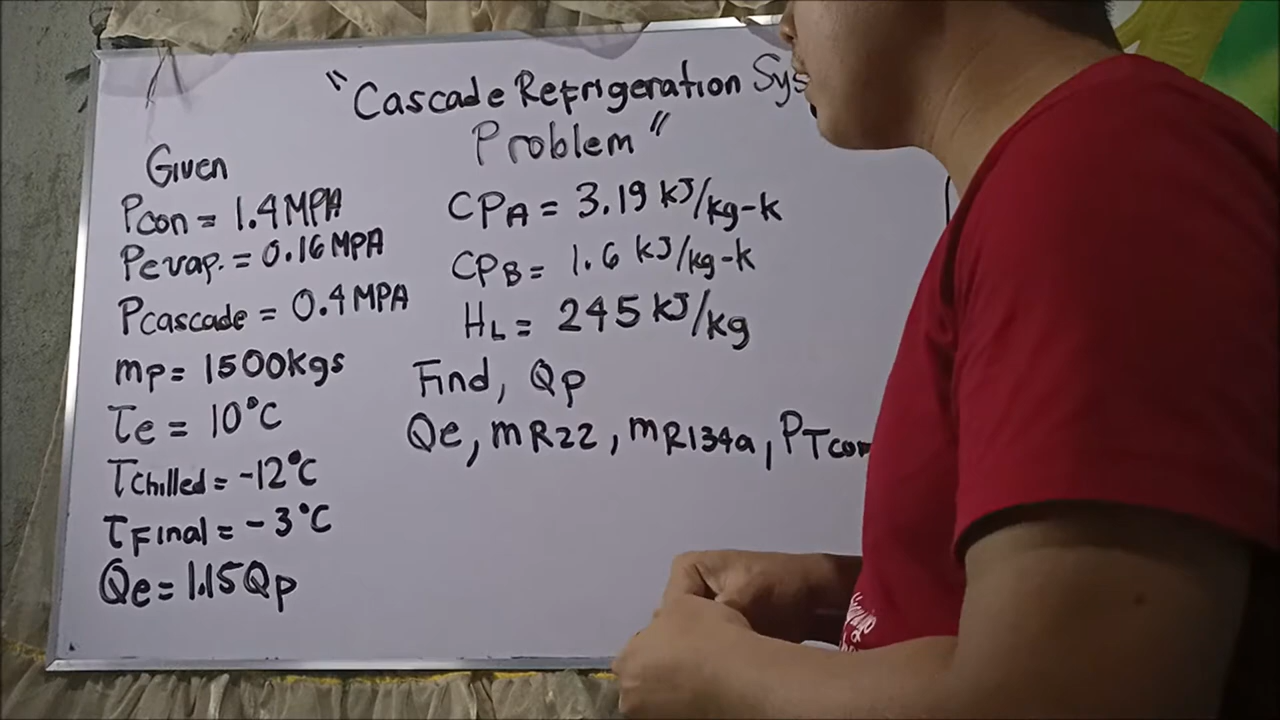 "Cascade Refrigeration Sys
Problem"
Given
Pcon = 1.4 MPA
Pevap. = 0.16 MPA
Pcascade = 0.4 MPA
mp = 1500kgs
Te = 10°C
TChilled = -12°C
TFinal = -3°C
Qe = 1.15Qp
CPA = 3.19 kJ/kg-k
CPB = 1.6 kJ/kg-k
HL = 245 kJ/kg
Find, Qp
Qe, mR22, mR134a, PTcom